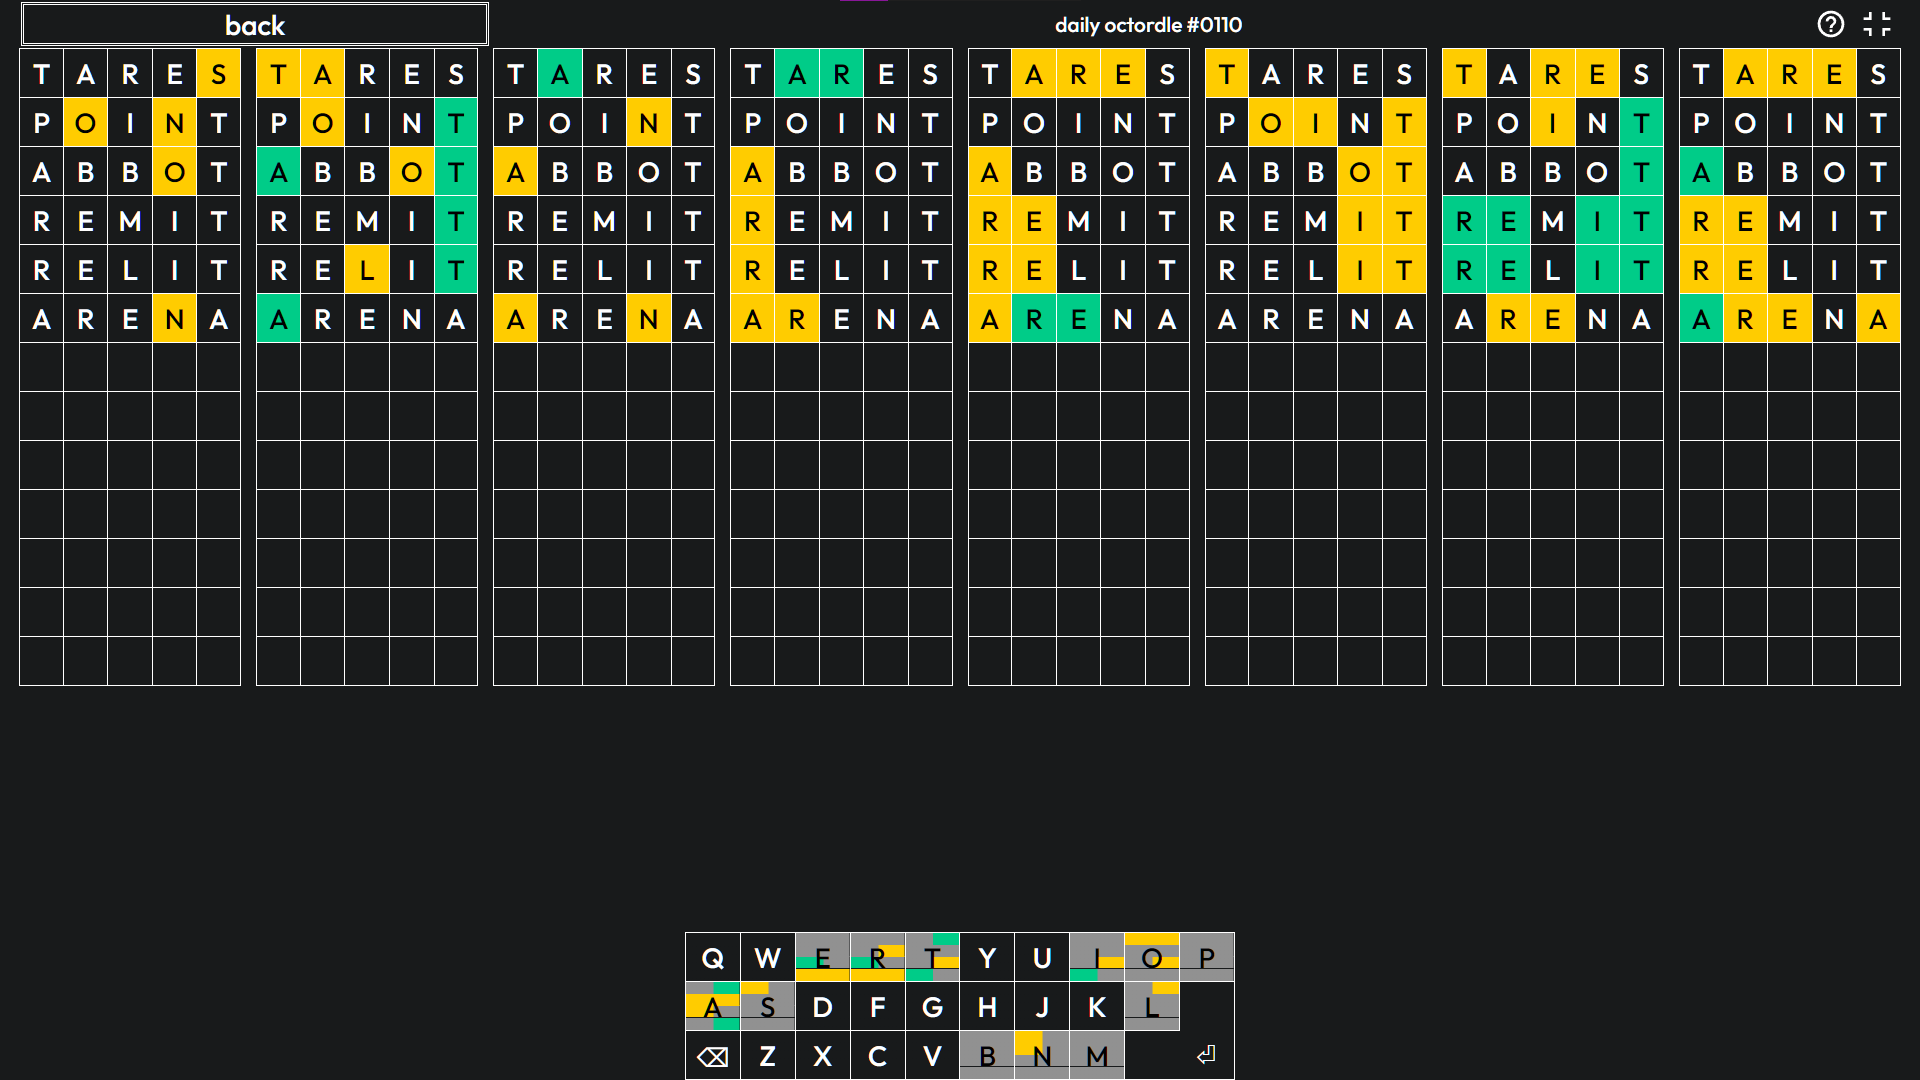 back
daily octordle #0110
TARES TARES TARES TARES TARES TARES TARES TARES
POINT POINT POINT POINT POINT POINT POINT POINT
ABBOT ABBOT ABBOT ABBOT ABBOT ABBOT ABBOT ABBOT
REMIT REMIT REMIT REMIT REMIT REMIT REMIT REMIT
RELIT RELIT RELIT RELIT RELIT RELIT RELIT RELIT
ARENA ARENA ARENA ARENA ARENA ARENA ARENA ARENA
Q W E R T Y U I O P
A S D F G H J K L
⌫ Z X C V B N M ⏎